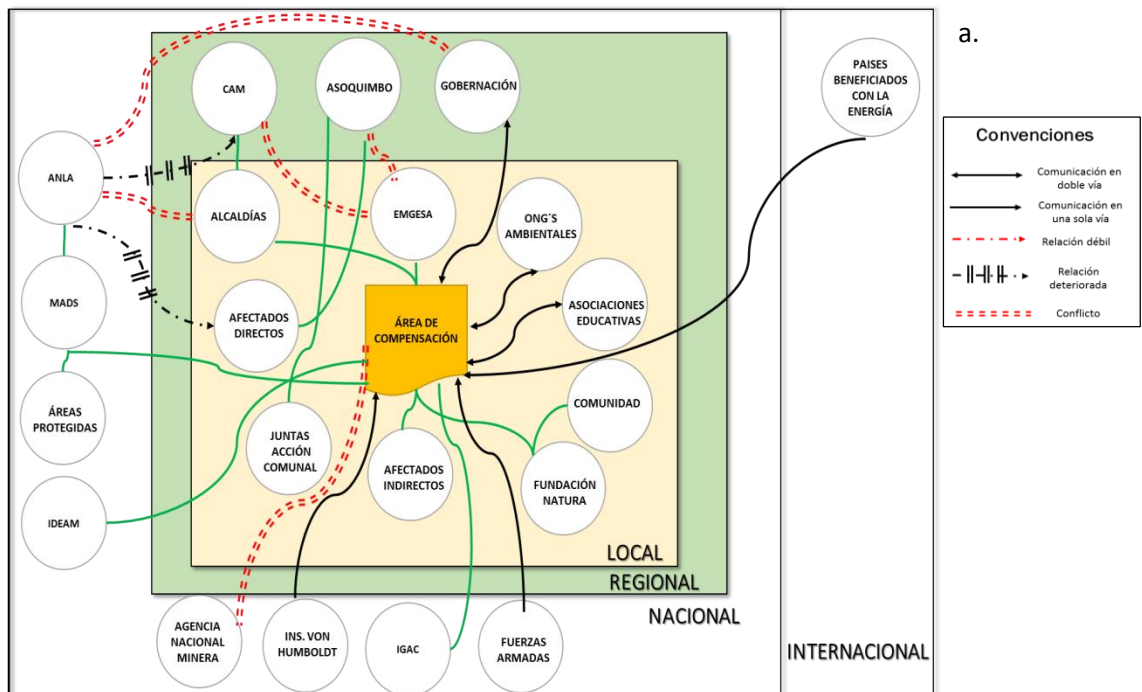 a.
CAM
ASOQUIMBO
GOBERNACIÓN
PAISES
BENEFICIADOS
CON LA
ENERGÍA
Convenciones
Comunicación en
doble vía
Comunicación
en una sola vía
Relación débil
Relación
deteriorada
Conflicto
ANLA
ALCALDÍAS
EMGESA
ONG´S
AMBIENTALES
MADS
AFECTADOS
DIRECTOS
ÁREA DE
COMPENSACIÓN
ASOCIACIONES
EDUCATIVAS
ÁREAS
PROTEGIDAS
JUNTAS
ACCIÓN
COMUNAL
AFECTADOS
INDIRECTOS
COMUNIDAD
FUNDACIÓN
NATURA
IDEAM
LOCAL
REGIONAL
NACIONAL
INTERNACIONAL
AGENCIA
NACIONAL
MINERA
INS. VON
HUMBOLDT
IGAC
FUERZAS
ARMADAS